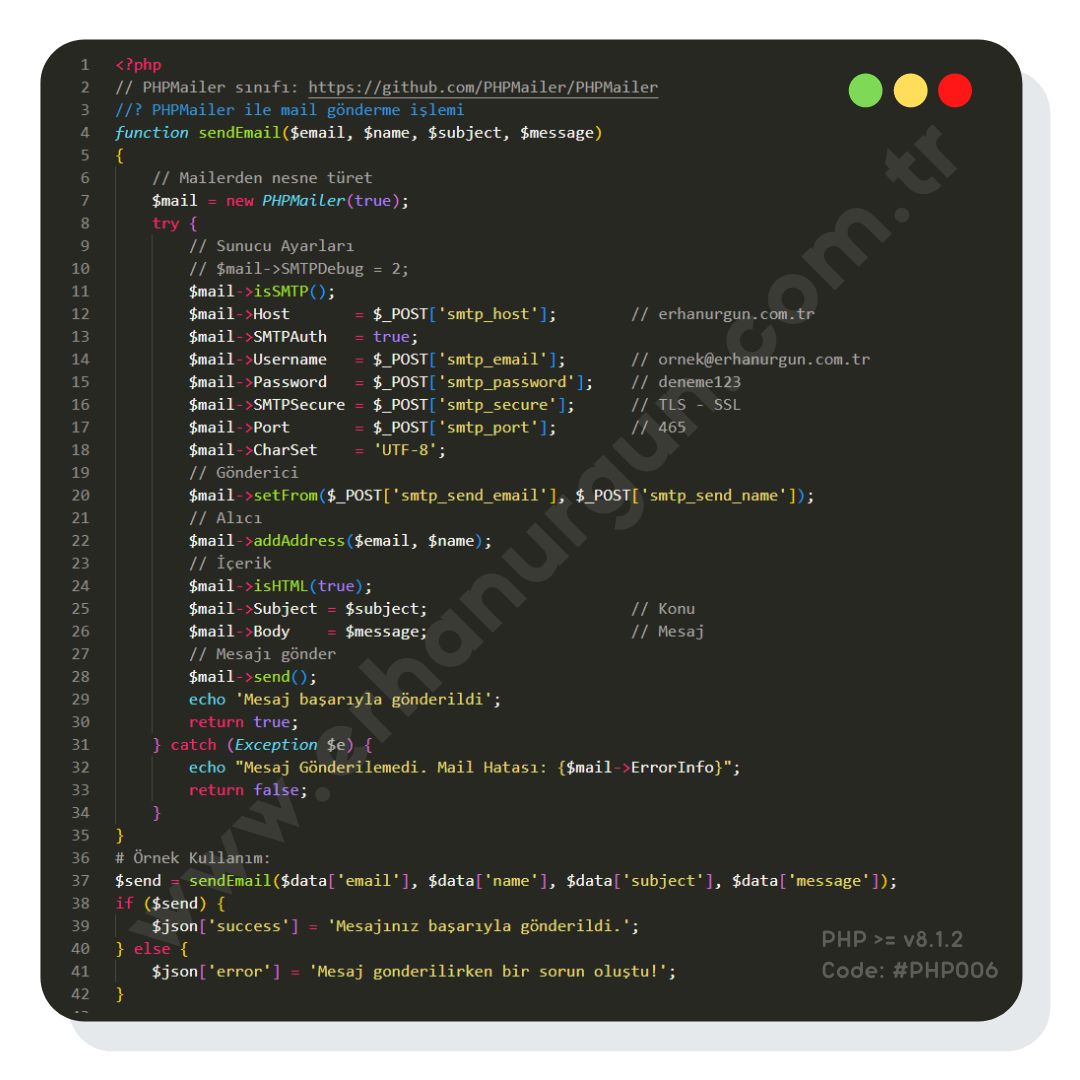 1 <?php
2 // PHPMailer sınıfı: https://github.com/PHPMailer/PHPMailer
3 //? PHPMailer ile mail gönderme işlemi
4 function sendEmail($email, $name, $subject, $message)
5 {
6 // Mailerden nesne türet
7 $mail = new PHPMailer(true);
8 try {
9 // Sunucu Ayarları
10 // $mail->SMTPDebug = 2;
11 $mail->isSMTP();
12 $mail->Host = $_POST['smtp_host']; // erhanurgun.com.tr
13 $mail->SMTPAuth = true;
14 $mail->Username = $_POST['smtp_email']; // ornek@erhanurgun.com.tr
15 $mail->Password = $_POST['smtp_password']; // deneme123
16 $mail->SMTPSecure = $_POST['smtp_secure']; // TLS - SSL
17 $mail->Port = $_POST['smtp_port']; // 465
18 $mail->CharSet = 'UTF-8';
19 // Gönderici
20 $mail->setFrom($_POST['smtp_send_email'], $_POST['smtp_send_name']);
21 // Alıcı
22 $mail->addAddress($email, $name);
23 // İçerik
24 $mail->isHTML(true);
25 $mail->Subject = $subject; // Konu
26 $mail->Body = $message; // Mesaj
27 // Mesajı gönder
28 $mail->send();
29 echo 'Mesaj başarıyla gönderildi';
30 return true;
31 } catch (Exception $e) {
32 echo "Mesaj Gönderilemedi. Mail Hatası: {$mail->ErrorInfo}";
33 return false;
34 }
35 }
36 # Örnek Kullanım:
37 $send = sendEmail($data['email'], $data['name'], $data['subject'], $data['message']);
38 if ($send) {
39 $json['success'] = 'Mesajınız başarıyla gönderildi.';
40 } else {
41 $json['error'] = 'Mesaj gonderilirken bir sorun oluştu!';
42 }
PHP >= v8.1.2
Code: #PHP006
www.erhanurgun.com.tr